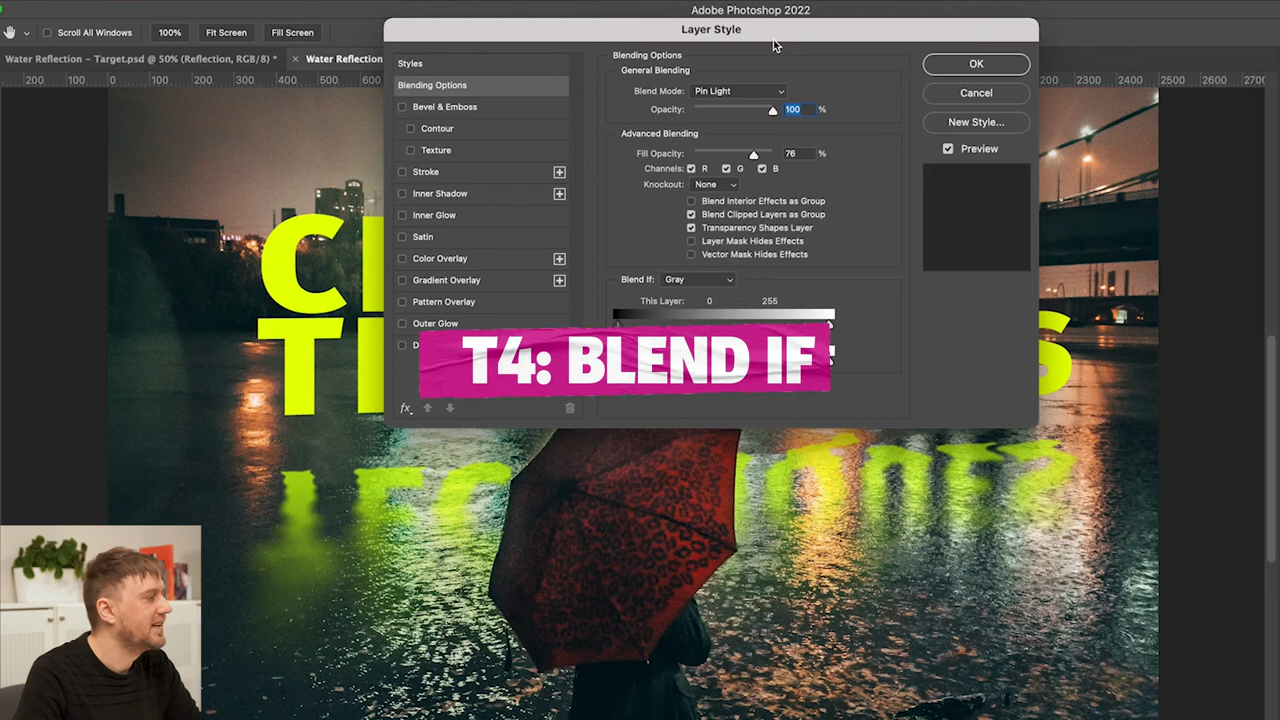 Adobe Photoshop 2022
Scroll All Windows 100% Fit Screen Fill Screen
Layer Style
Water Reflection – Target.psd @ 50% (Reflection, RGB/8) * × Water Reflection
200 100 0 100 200 300 400 500 600 2200 2300 2400 2500 2600 2700
Styles
Blending Options
Bevel & Emboss
Contour
Texture
Stroke
Inner Shadow
Inner Glow
Satin
Color Overlay
Gradient Overlay
Pattern Overlay
Outer Glow
D
fx
Blending Options
General Blending
Blend Mode: Pin Light
Opacity: 100 %
Advanced Blending
Fill Opacity: 76 %
Channels: R G B
Knockout: None
Blend Interior Effects as Group
Blend Clipped Layers as Group
Transparency Shapes Layer
Layer Mask Hides Effects
Vector Mask Hides Effects
Blend If: Gray
This Layer: 0 255
OK
Cancel
New Style...
Preview
T4: BLEND IF